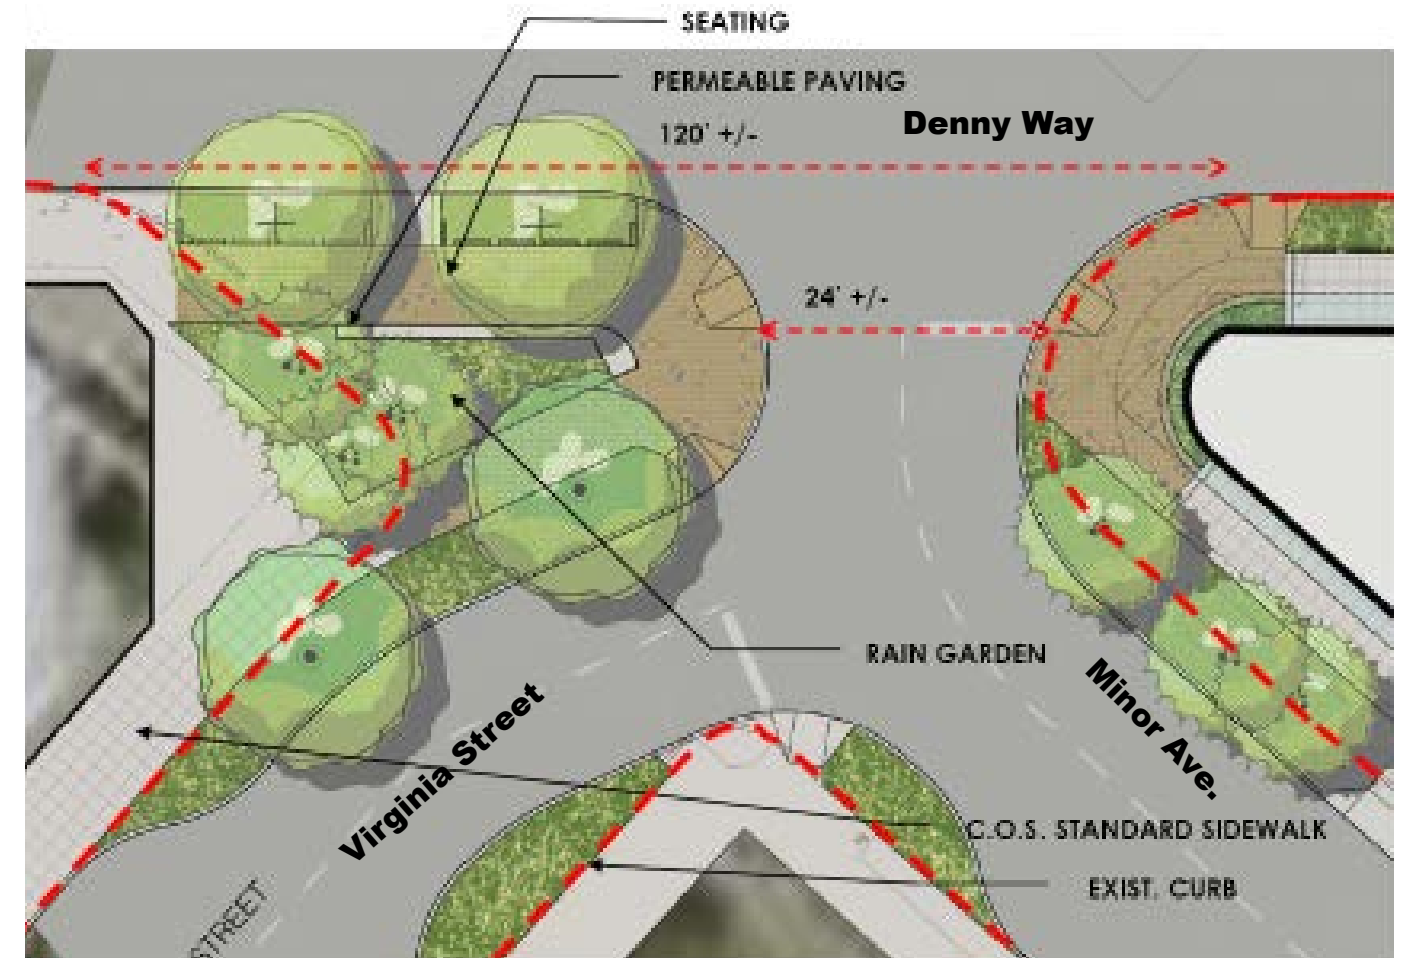 SEATING
PERMEABLE PAVING
120' +/-
Denny Way
24' +/-
RAIN GARDEN
Minor Ave.
Virginia Street
C.O.S. STANDARD SIDEWALK
EXIST. CURB
STREET